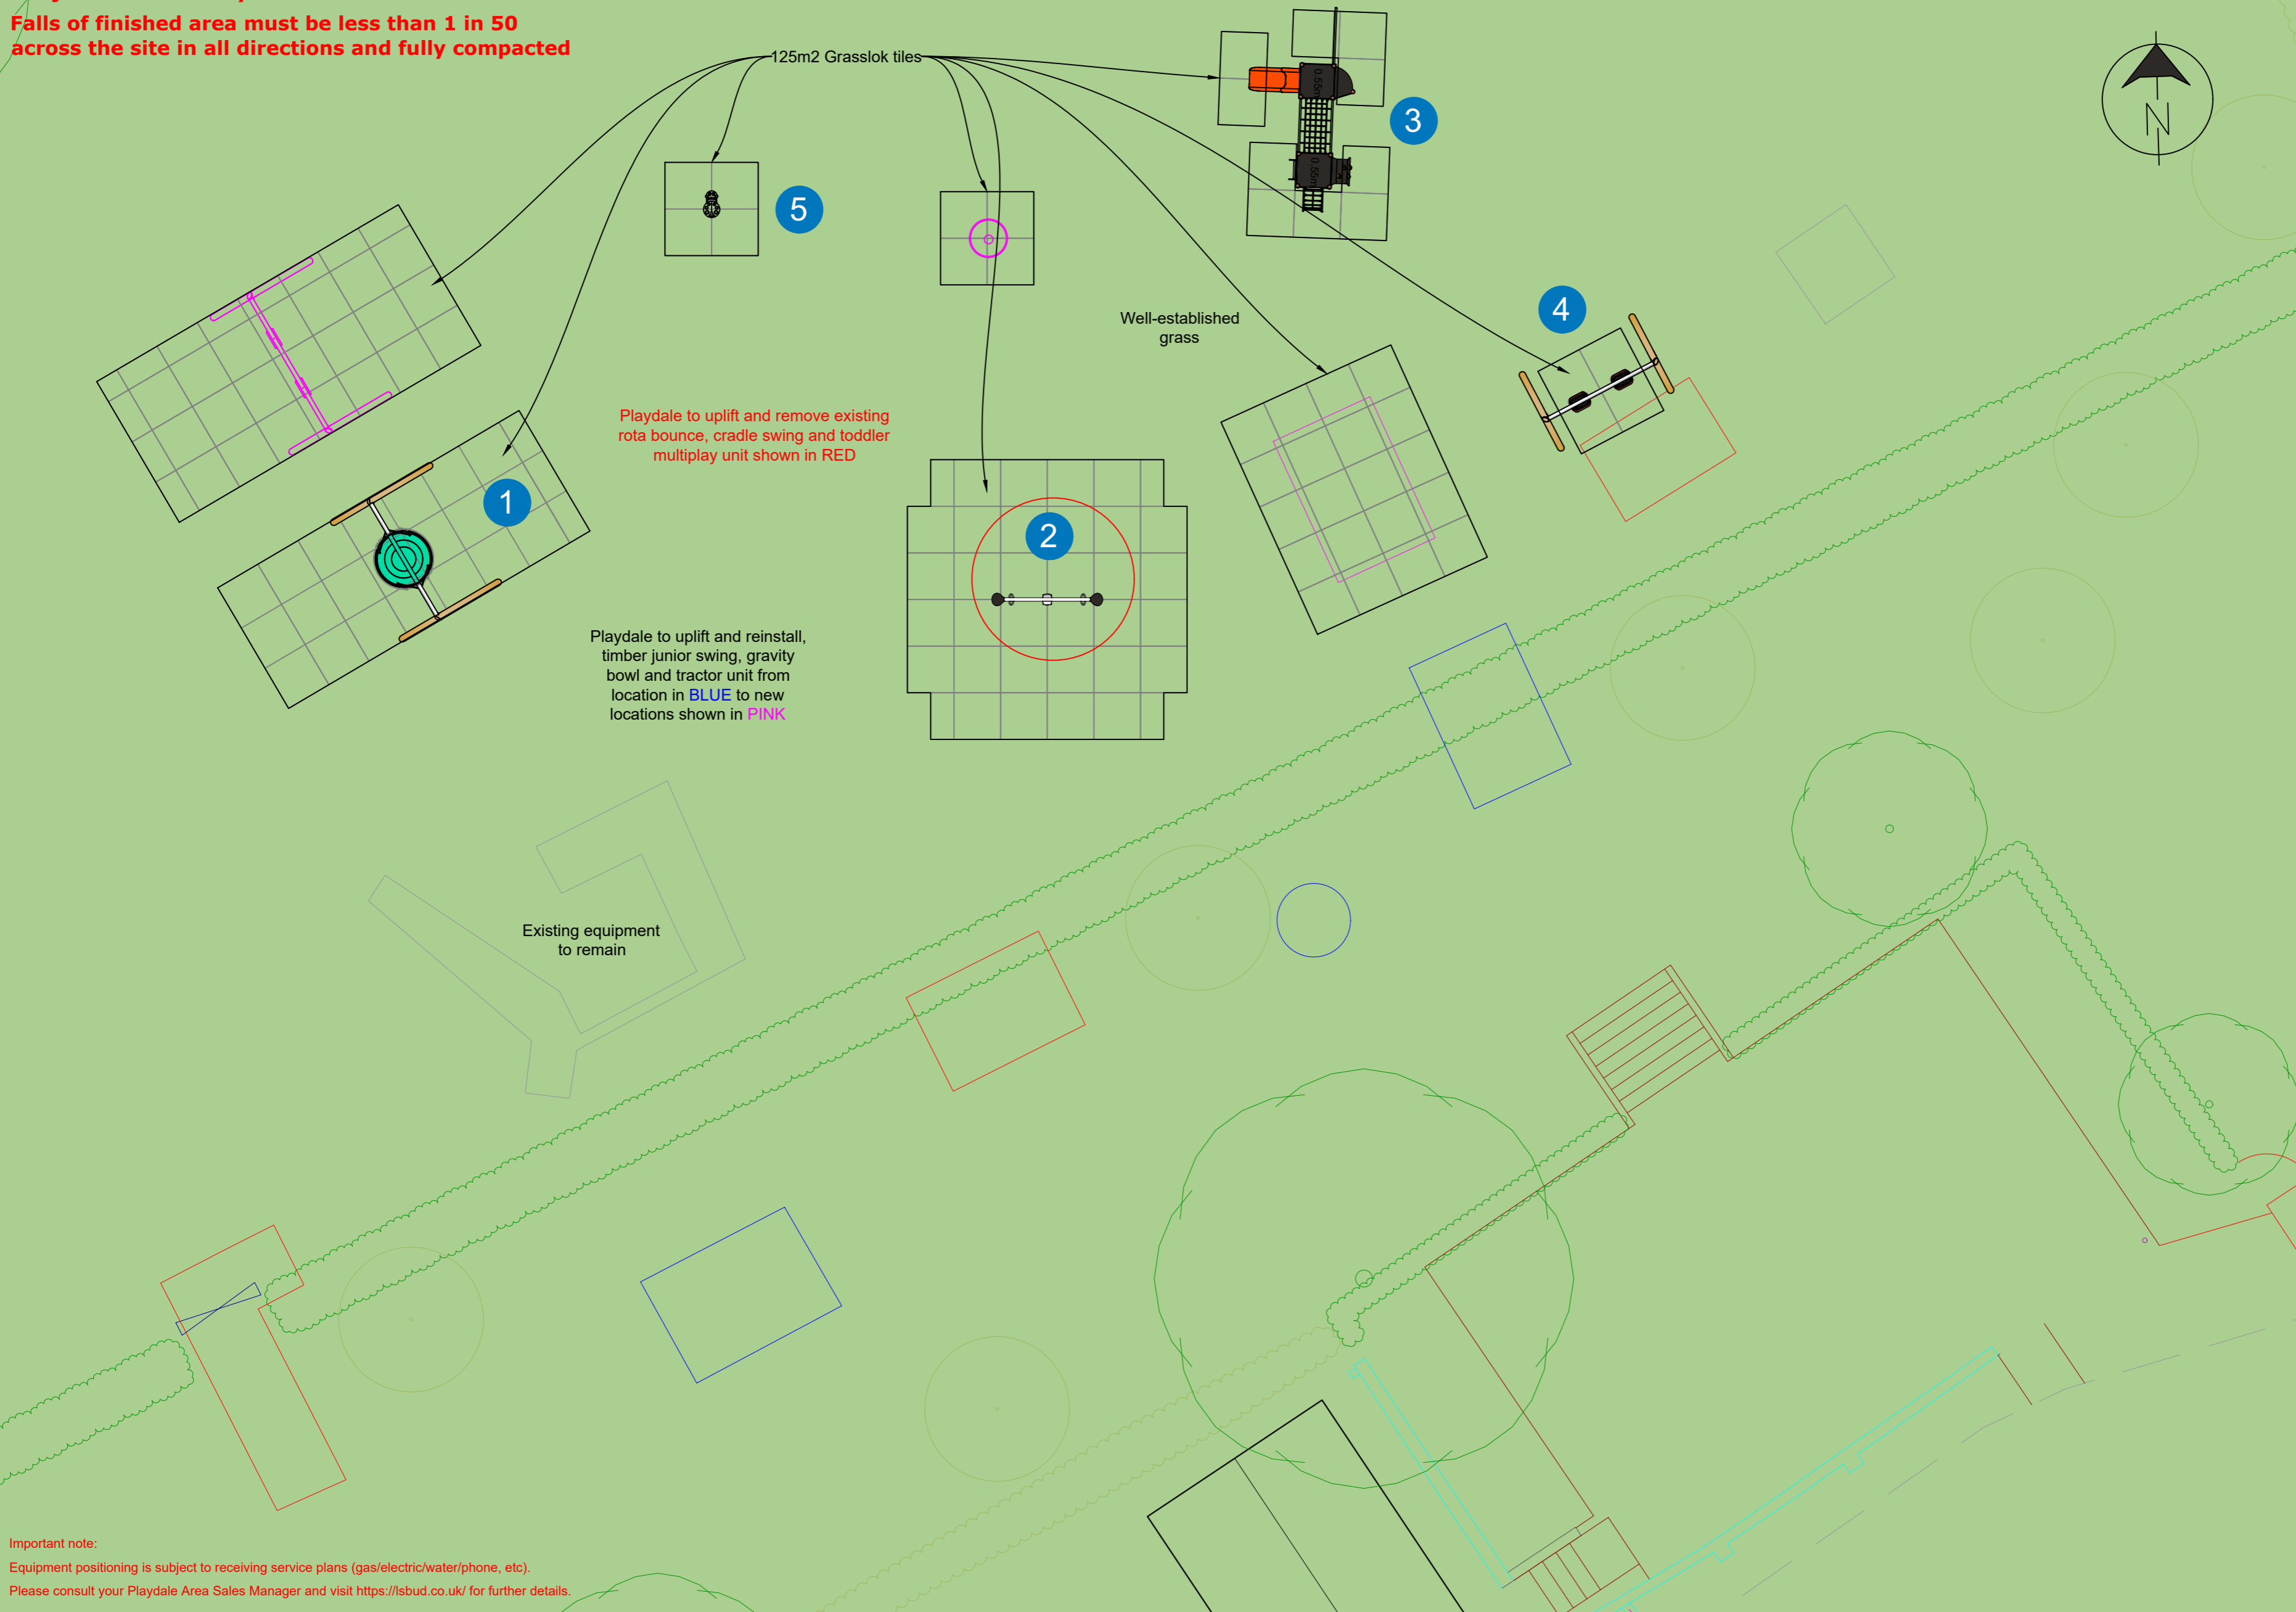 Falls of finished area must be less than 1 in 50
across the site in all directions and fully compacted
125m2 Grasslok tiles
N
0.55m
3
5
0.55m
4
Well-established
grass
Playdale to uplift and remove existing
rota bounce, cradle swing and toddler
multiplay unit shown in RED
1
2
Playdale to uplift and reinstall,
timber junior swing, gravity
bowl and tractor unit from
location in BLUE to new
locations shown in PINK
Existing equipment
to remain
Important note:
Equipment positioning is subject to receiving service plans (gas/electric/water/phone, etc).
Please consult your Playdale Area Sales Manager and visit https://lsbud.co.uk/ for further details.